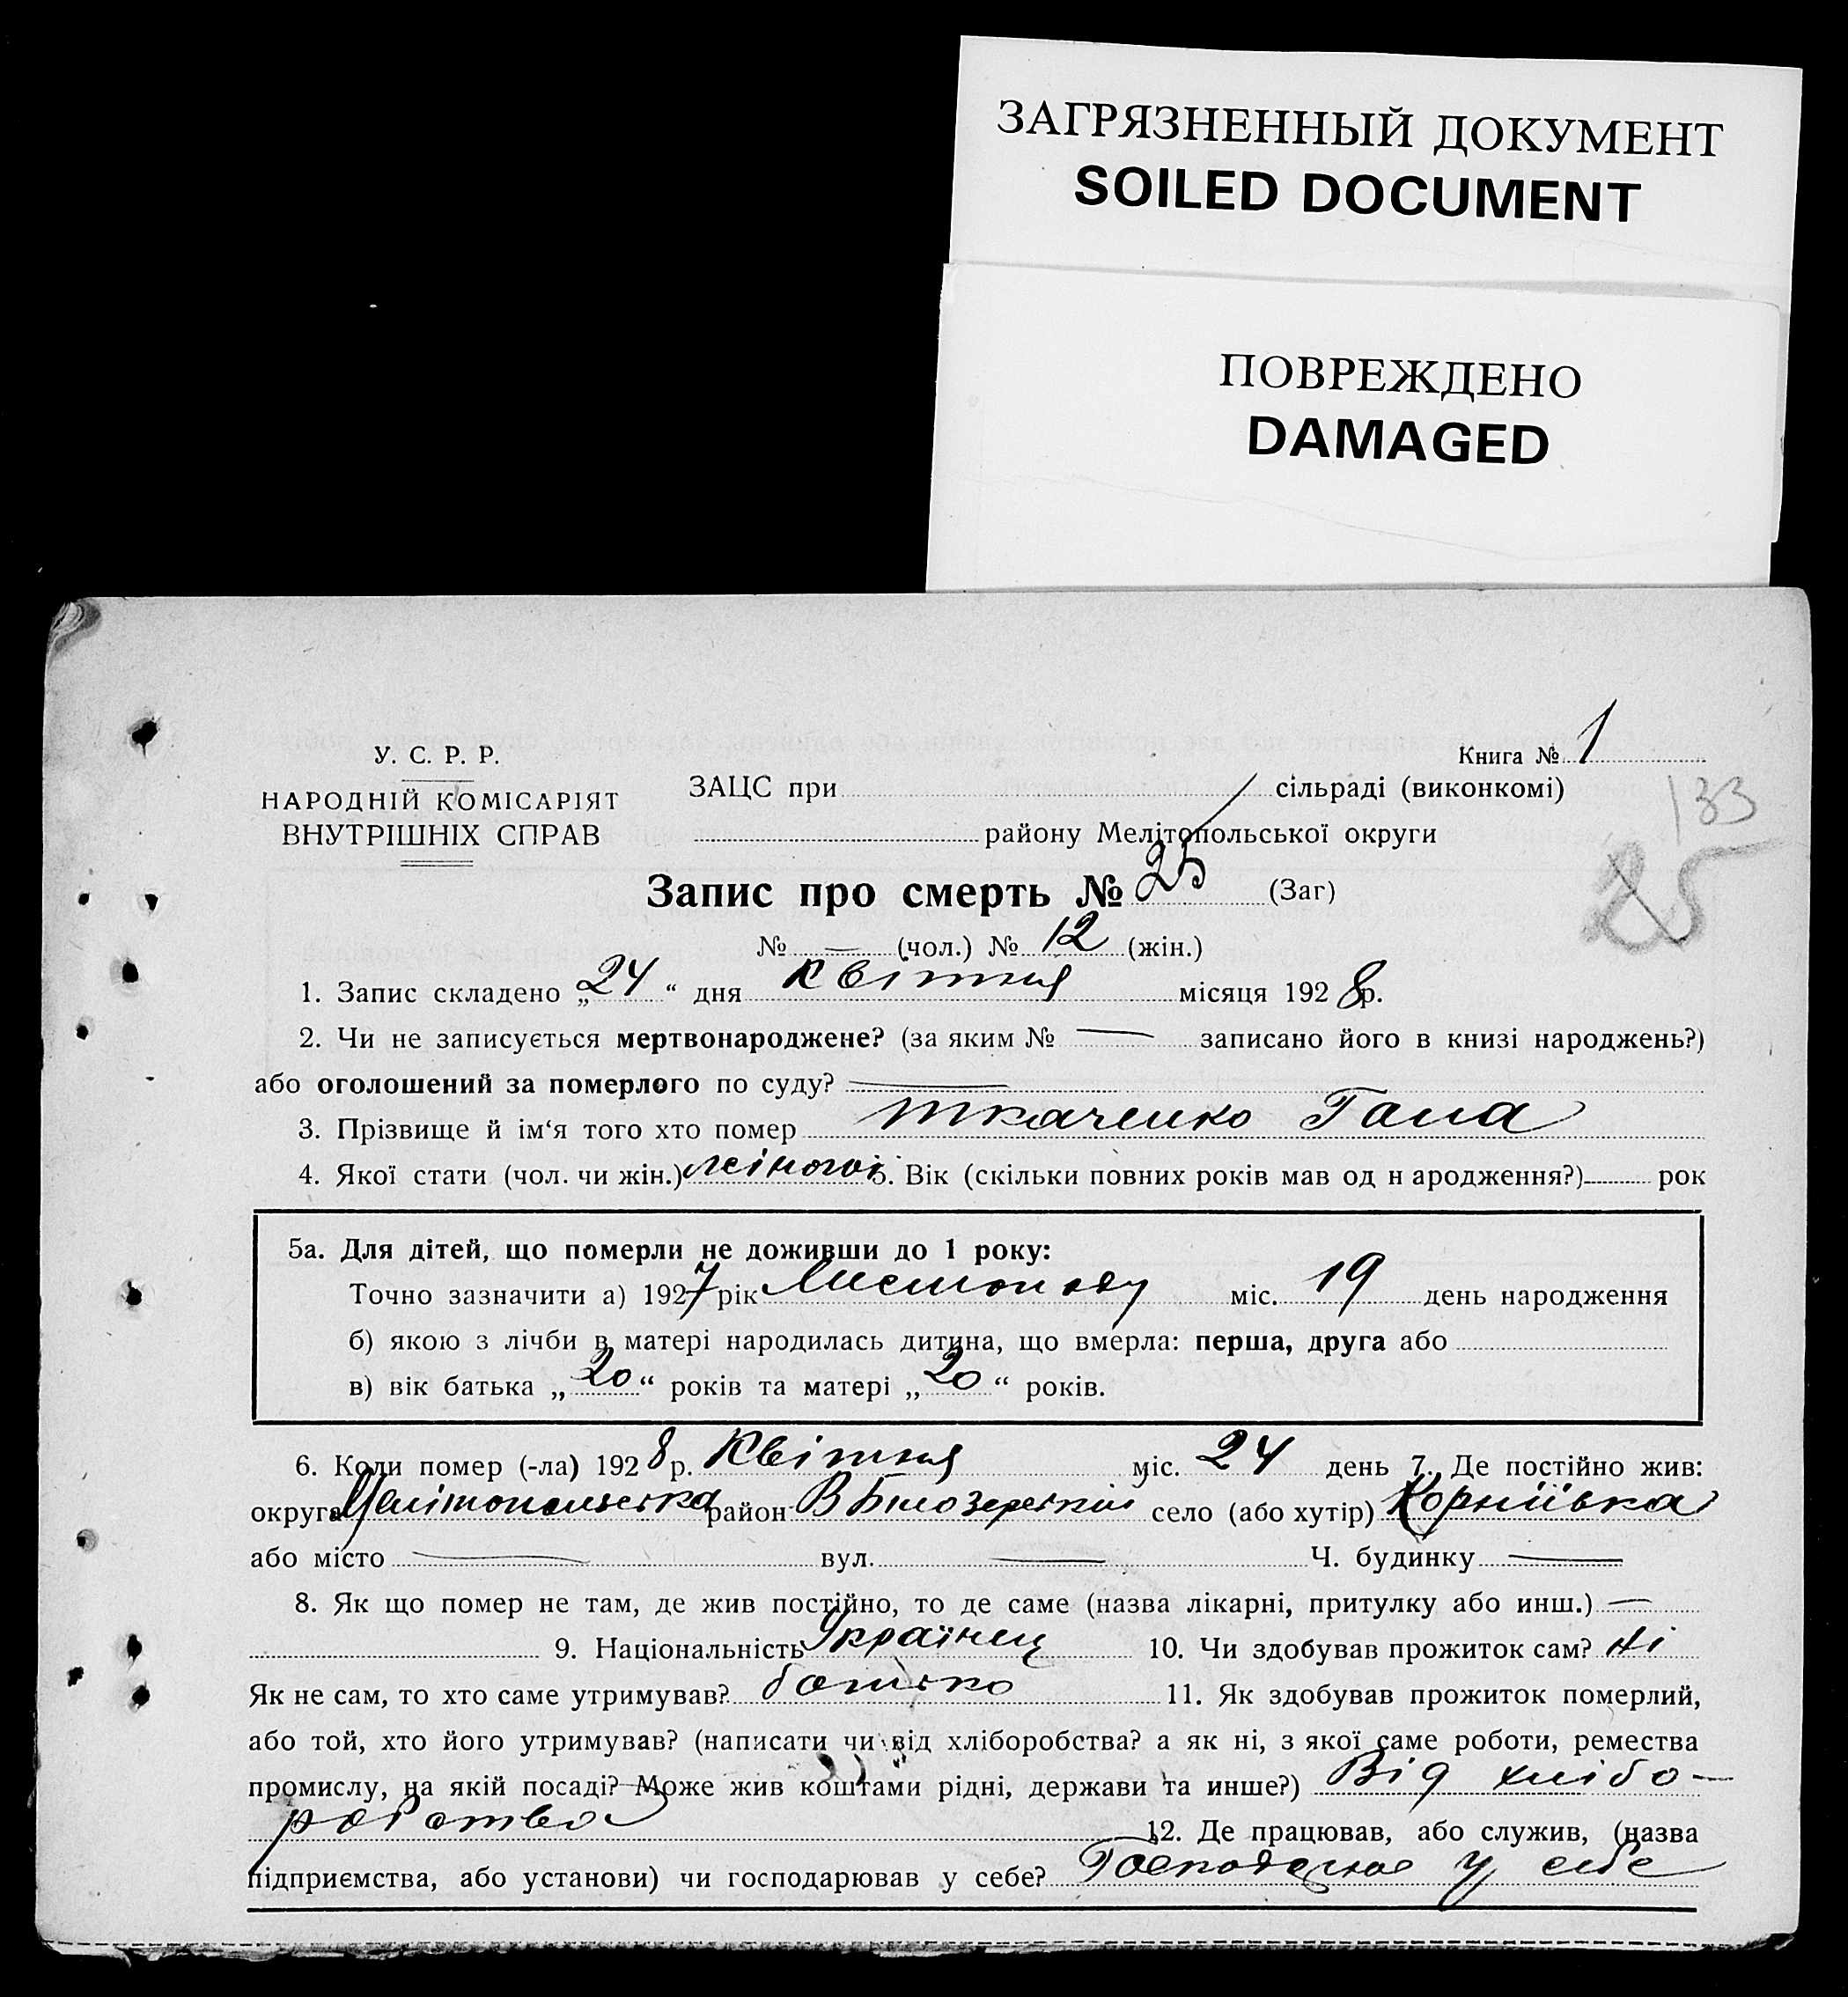 ЗАГРЯЗНЕННЫЙ ДОКУМЕНТ
SOILED DOCUMENT
ПОВРЕЖДЕНО
DAMAGED
У. С. Р. Р.
НАРОДНІЙ КОМІСАРІЯТ
ВНУТРІШНІХ СПРАВ
Книга № 1
ЗАЦС при сільраді (виконкомі)
133
району Мелітопольської округи
25
Запис про смерть № 25 (Заг)
№ — (чол.) № 12 (жін.)
1. Запис складено „24“ дня квітня місяця 1928 р.
2. Чи не записується мертвонароджене? (за яким № — записано його в книзі народжень?)
або оголошений за померлого по суду? —
3. Прізвище й ім‘я того хто помер Ткаченко Гана
4. Якої стати (чол. чи жін.) жіночої 5. Вік (скільки повних років мав од н ародження?) рок
5а. Для дітей, що померли не доживши до 1 року:
Точно зазначити а) 1927 рік Листопаду міс. 19 день народження
б) якою з лічби в матері народилась дитина, що вмерла: перша, друга або
в) вік батька „20“ років та матері „20“ років.
6. Коли помер (-ла) 1928 р. Квітня міс. 24 день 7. Де постійно жив:
округа Мелітопольська район В Білозерський село (або хутір) Корніївка
або місто — вул. — Ч. будинку —
8. Як що помер не там, де жив постійно, то де саме (назва лікарні, притулку або инш.) —
9. Національність Українец 10. Чи здобував прожиток сам? Ні
Як не сам, то хто саме утримував? батько 11. Як здобував прожиток померлий,
або той, хто його утримував? (написати чи від хліборобства? а як ні, з якої саме роботи, ремества
промислу, на якій посаді? Може жив коштами рідні, держави та инше?) Від хлібо-
робства 12. Де працював, або служив, (назва
підприємства, або установи) чи господарював у себе? у себе